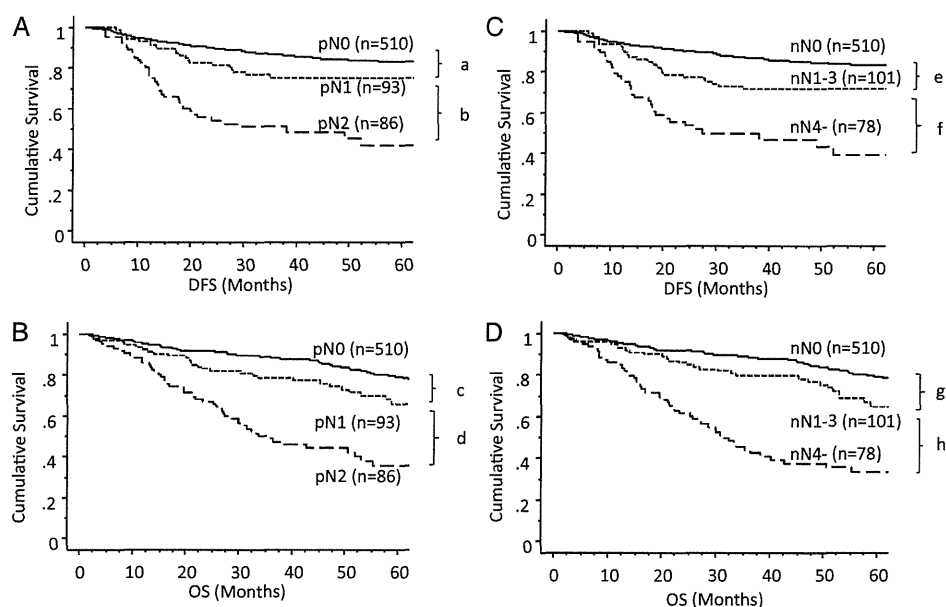 A
Cumulative Survival
1
.8
.6
.4
.2
0
pN0 (n=510)
pN1 (n=93)
pN2 (n=86)
a
b
0 10 20 30 40 50 60
DFS (Months)
C
Cumulative Survival
1
.8
.6
.4
.2
0
nN0 (n=510)
nN1-3 (n=101)
nN4- (n=78)
e
f
0 10 20 30 40 50 60
DFS (Months)
B
Cumulative Survival
1
.8
.6
.4
.2
0
pN0 (n=510)
pN1 (n=93)
pN2 (n=86)
c
d
0 10 20 30 40 50 60
OS (Months)
D
Cumulative Survival
1
.8
.6
.4
.2
0
nN0 (n=510)
nN1-3 (n=101)
nN4- (n=78)
g
h
0 10 20 30 40 50 60
OS (Months)